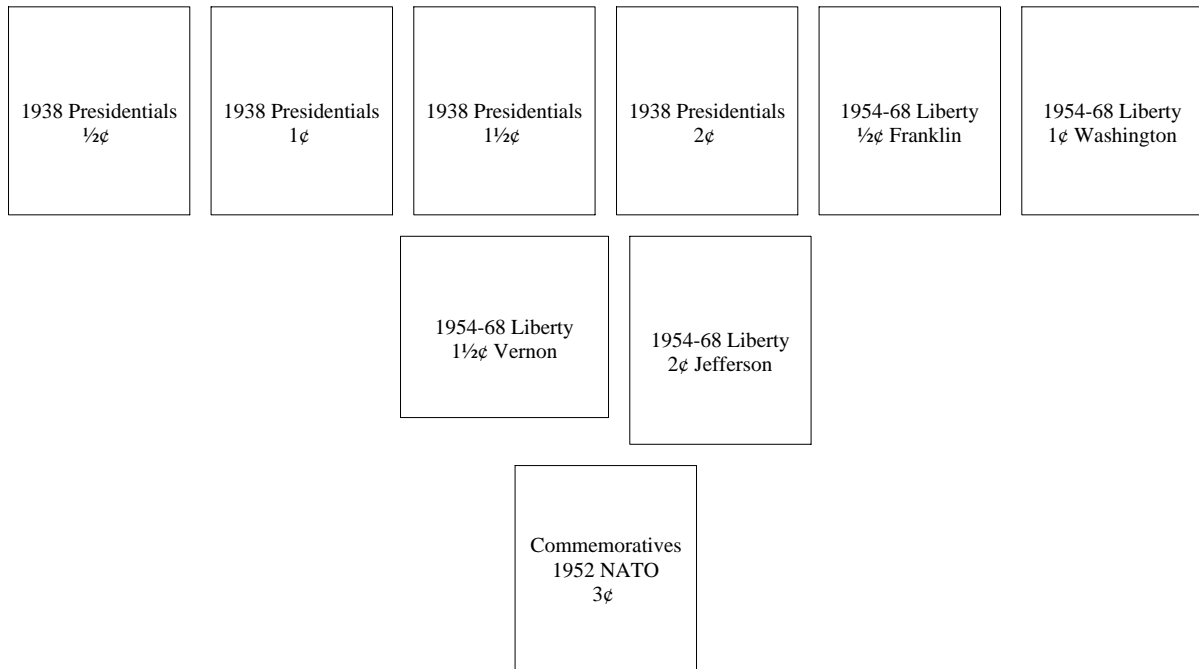 1938 Presidentials
½¢
1938 Presidentials
1¢
1938 Presidentials
1½¢
1938 Presidentials
2¢
1954-68 Liberty
½¢ Franklin
1954-68 Liberty
1¢ Washington
1954-68 Liberty
1½¢ Vernon
1954-68 Liberty
2¢ Jefferson
Commemoratives
1952 NATO
3¢